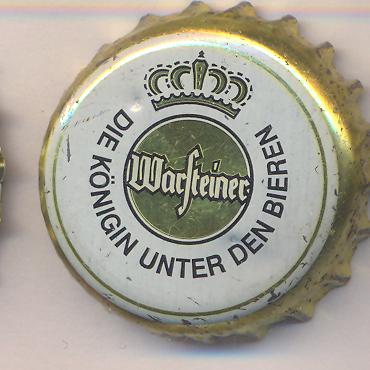 Warsteiner
DIE KÖNIGIN UNTER DEN BIEREN